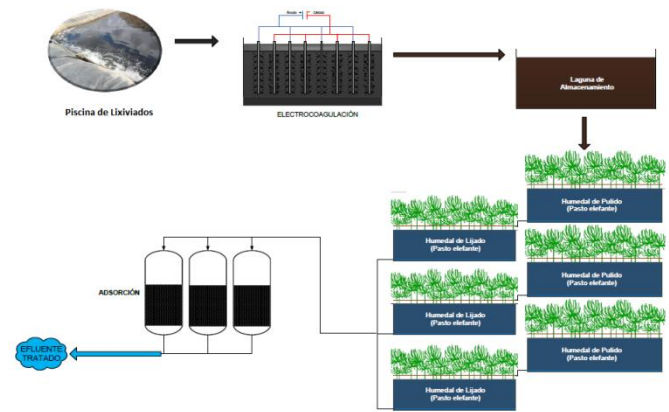 Ánodo
Cátodo
Piscina de Lixiviados
ELECTROCOAGULACIÓN
Laguna de
Almacenamiento
Humedal de Pulido
(Pasto elefante)
Humedal de Lijado
(Pasto elefante)
Humedal de Pulido
(Pasto elefante)
Humedal de Lijado
(Pasto elefante)
Humedal de Pulido
(Pasto elefante)
Humedal de Lijado
(Pasto elefante)
ADSORCIÓN
EFLUENTE
TRATADO